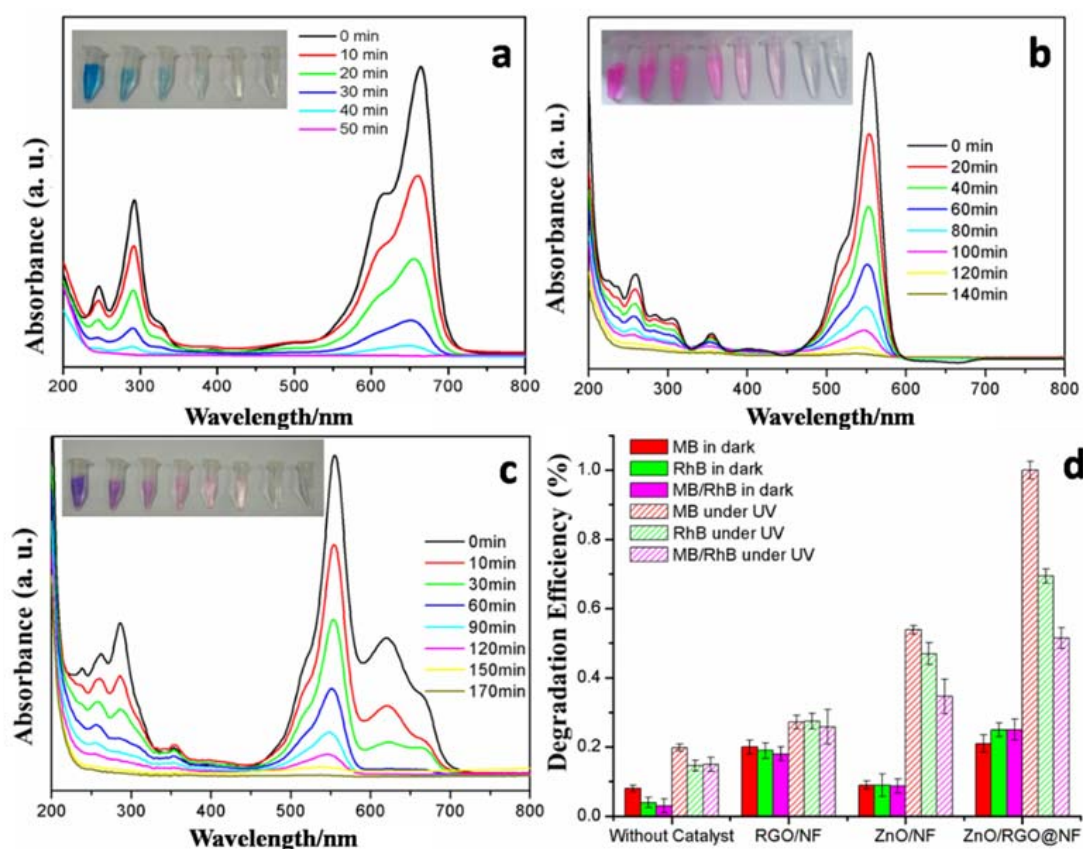 a
0 min
10 min
20 min
30 min
40 min
50 min
Absorbance (a. u.)
200 300 400 500 600 700 800
Wavelength/nm
b
0 min
20min
40min
60min
80min
100min
120min
140min
Absorbance (a. u.)
200 300 400 500 600 700 800
Wavelength/nm
c
0min
10min
30min
60min
90min
120min
150min
170min
Absorbance (a. u.)
200 300 400 500 600 700 800
Wavelength/nm
d
MB in dark
RhB in dark
MB/RhB in dark
MB under UV
RhB under UV
MB/RhB under UV
Degradation Efficiency (%)
1.0
0.8
0.6
0.4
0.2
0.0
Without Catalyst RGO/NF ZnO/NF ZnO/RGO@NF